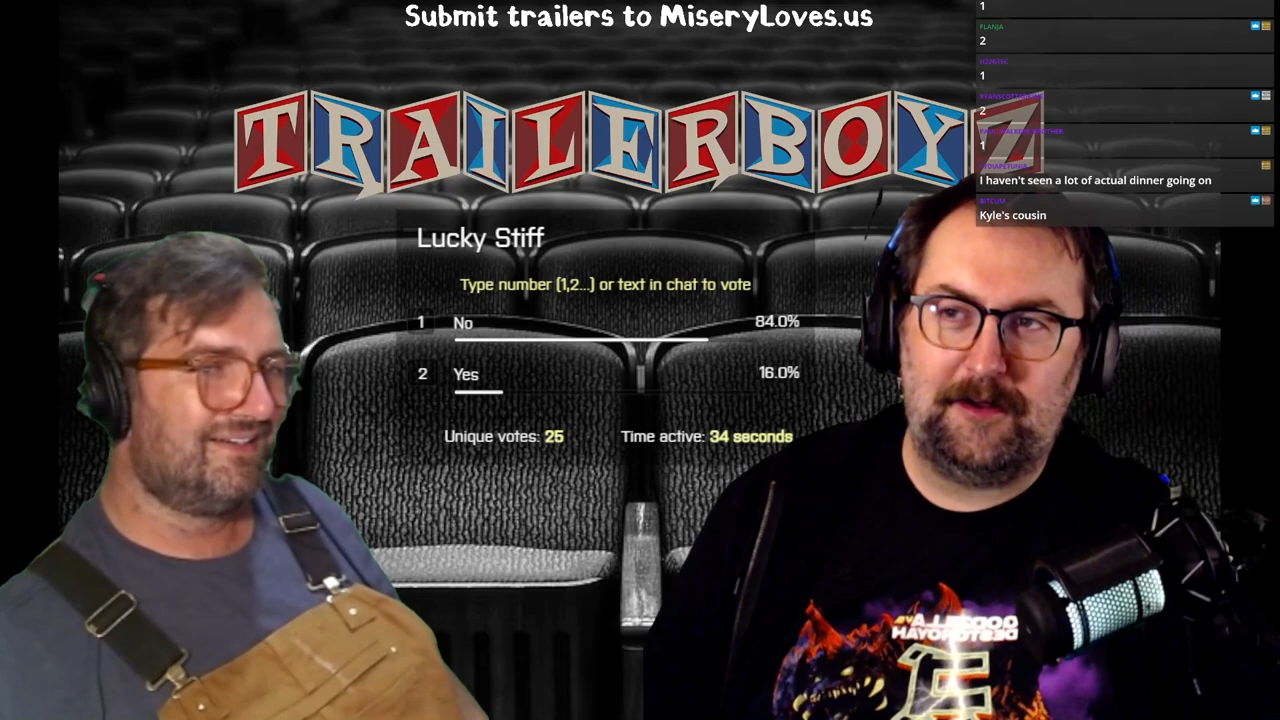 Submit trailers to MiseryLoves.us
TRAILERBOYZ
Lucky Stiff
Type number (1,2...) or text in chat to vote
1 No 84.0%
2 Yes 16.0%
Unique votes: 25 Time active: 34 seconds
1
FLANJA
2
1
2
1
I haven't seen a lot of actual dinner going on
BITCUM
Kyle's cousin